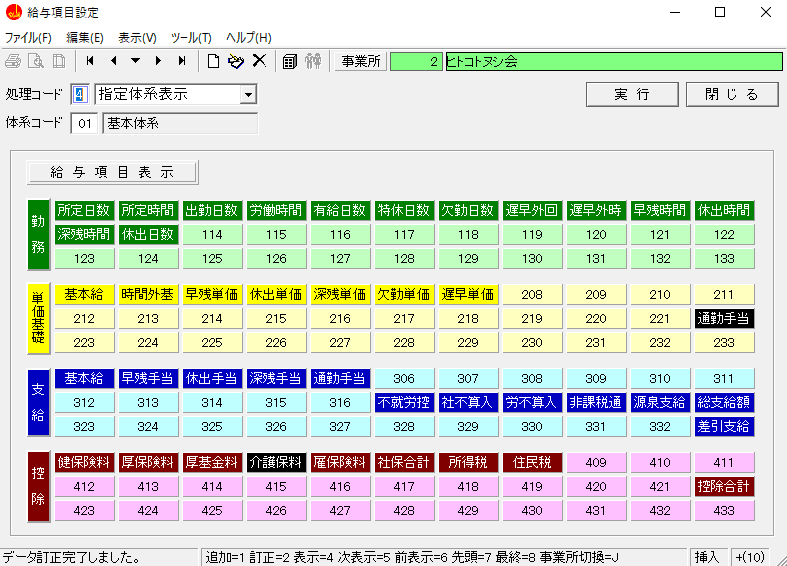 給与項目設定
ファイル(F) 編集(E) 表示(V) ツール(T) ヘルプ(H)
事業所 2 ヒトコトヌシ会
処理コード 4 指定体系表示 実行 閉じる
体系コード 01 基本体系
給与項目表示
勤務
所定日数 所定時間 出勤日数 労働時間 有給日数 特休日数 欠勤日数 遅早外回 遅早外時 早残時間 休出時間
深残時間 休出日数 114 115 116 117 118 119 120 121 122
123 124 125 126 127 128 129 130 131 132 133
単価基礎
基本給 時間外基 早残単価 休出単価 深残単価 欠勤単価 遅早単価 208 209 210 211
212 213 214 215 216 217 218 219 220 221 通勤手当
223 224 225 226 227 228 229 230 231 232 233
支給
基本給 早残手当 休出手当 深残手当 通勤手当 306 307 308 309 310 311
312 313 314 315 316 不就労控 社不算入 労不算入 非課税通 源泉支給 総支給額
323 324 325 326 327 328 329 330 331 332 差引支給
控除
健保険料 厚保険料 厚基金料 介護保料 雇保険料 社保合計 所得税 住民税 409 410 411
412 413 414 415 416 417 418 419 420 421 控除合計
423 424 425 426 427 428 429 430 431 432 433
データ訂正完了しました。 追加=1 訂正=2 表示=4 次表示=5 前表示=6 先頭=7 最終=8 事業所切換=J 挿入 +(10)